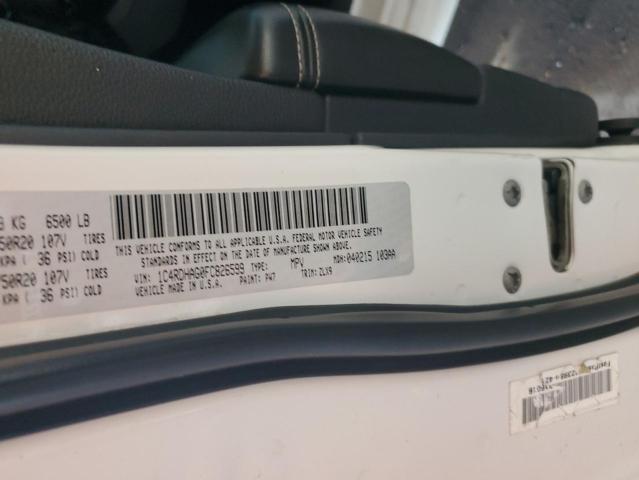 KG 6500 LB
50R20 107V TIRES
KPA ( 36 PSI) COLD
50R20 107V TIRES
KPA ( 36 PSI) COLD
THIS VEHICLE CONFORMS TO ALL APPLICABLE U.S.A. FEDERAL MOTOR VEHICLE SAFETY
STANDARDS IN EFFECT ON THE DATE OF MANUFACTURE SHOWN ABOVE.
VIN: 1C4RDHAG0FC826599 TYPE: MPV MDH: 040215 103AA
VEHICLE MADE IN U.S.A. PAINT: PW7 TRIM: ZLX9